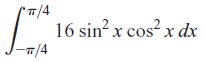 ∫_{-π/4}^{π/4} 16 sin² x cos² x dx